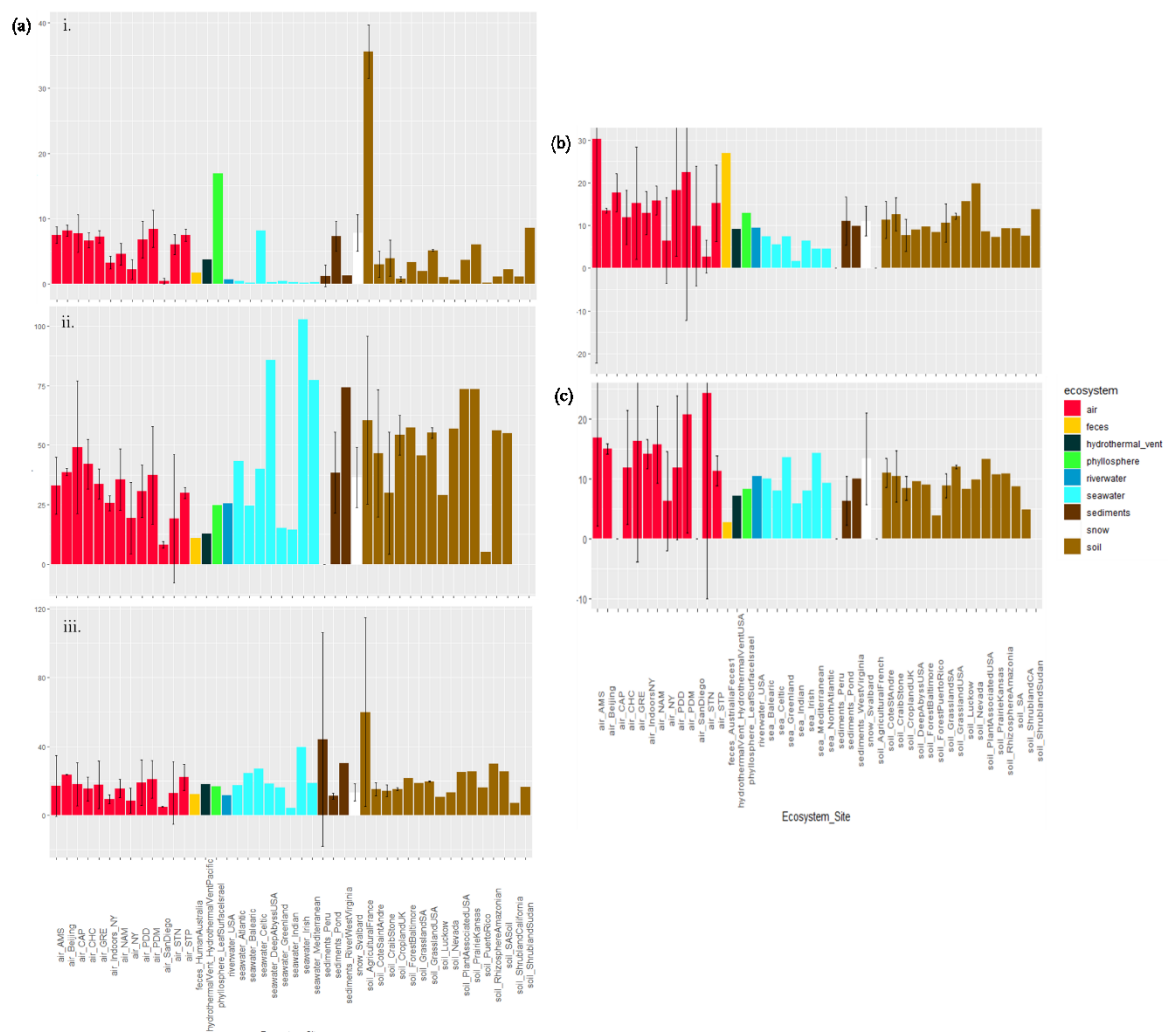 (a)
i.
40
30
20
10
0
ii.
100
75
50
25
0
iii.
120
80
40
0
air_AMS
air_Beijing
air_CAP
air_CHC
air_GRE
air_Indoors_NY
air_NAM
air_NY
air_PDD
air_PDM
air_SanDiego
air_STN
air_STP
feces_HumanAustralia
hydrothermalVent_HydrothermalVentPacific
phyllosphere_LeafSurfaceIsrael
riverwater_USA
seawater_Atlantic
seawater_Balearic
seawater_Celtic
seawater_DeepAbyssUSA
seawater_Greenland
seawater_Indian
seawater_Irish
seawater_Mediterranean
sediments_Peru
sediments_Pond
sediments_RiverWestVirginia
snow_Svalbard
soil_AgriculturalFrance
soil_CoteSaintAndre
soil_CraibStone
soil_CroplandUK
soil_ForestBaltimore
soil_GrasslandSA
soil_GrasslandUSA
soil_Luckow
soil_Nevada
soil_PlantAssociatedUSA
soil_PrairieKansas
soil_PuertoRico
soil_RhizosphereAmazonian
soil_SASoil
soil_ShrublandCalifornia
soil_ShrublandSudan
(b)
30
20
10
0
-10
-20
(c)
20
10
0
-10
air_AMS
air_Beijing
air_CAP
air_CHC
air_GRE
air_IndoorsNY
air_NAM
air_NY
air_PDD
air_PDM
air_SanDiego
air_STN
air_STP
feces_AustraliaFeces1
hydrothermalVent_HydrothermalVentUSA
phyllosphere_LeafSurfaceIsrael
riverwater_USA
sea_Balearic
sea_Celtic
sea_Greenland
sea_Indian
sea_Irish
sea_Mediterranean
sea_NorthAtlantic
sediments_Peru
sediments_Pond
sediments_WestVirginia
snow_Svalbard
soil_AgriculturalFrench
soil_CoteStAndre
soil_CraibStone
soil_CroplandUK
soil_DeepAbyssUSA
soil_ForestBaltimore
soil_ForestPuertoRico
soil_GrasslandSA
soil_GrasslandUSA
soil_Luckow
soil_Nevada
soil_PlantAssociatedUSA
soil_PrairieKansas
soil_RhizosphereAmazonia
soil_SA
soil_ShrublandCA
soil_ShrublandSudan
Ecosystem_Site
ecosystem
air
feces
hydrothermal_vent
phyllosphere
riverwater
seawater
sediments
snow
soil